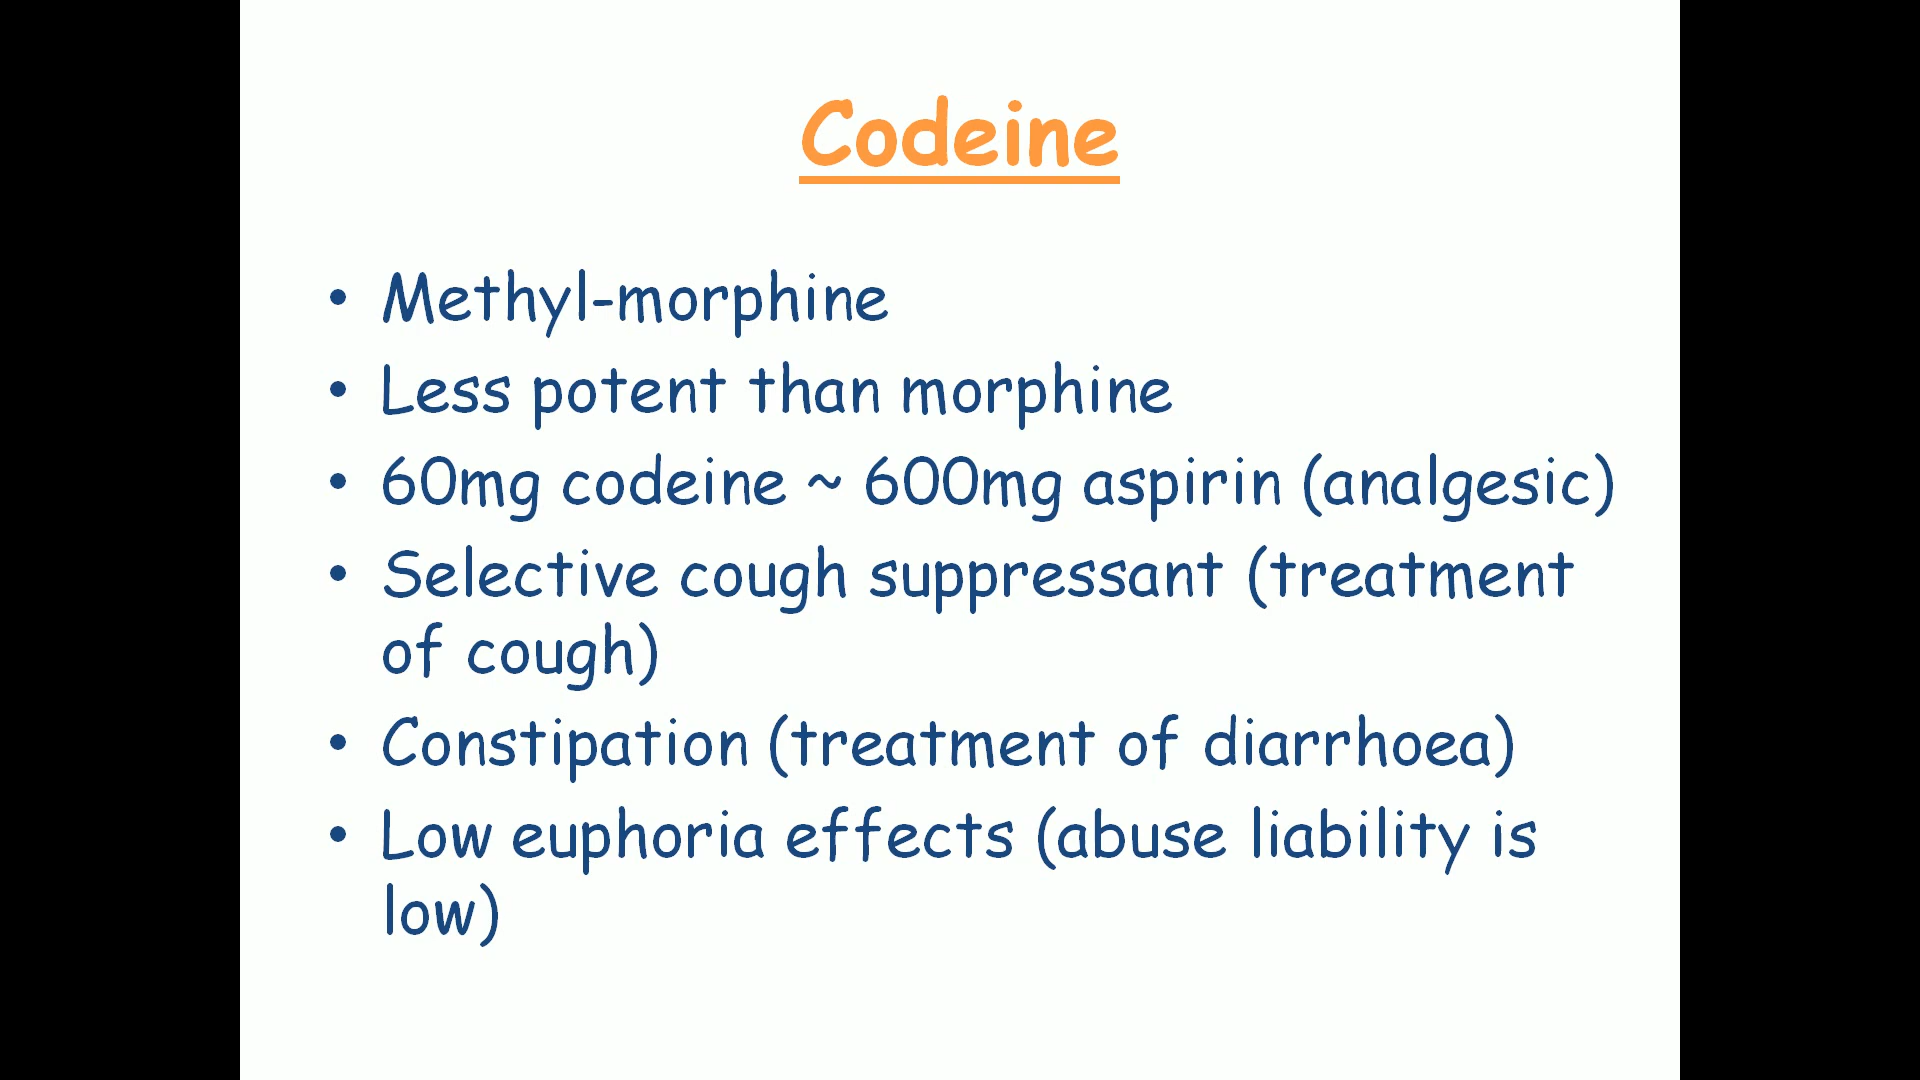 Codeine
• Methyl-morphine
• Less potent than morphine
• 60mg codeine ~ 600mg aspirin (analgesic)
• Selective cough suppressant (treatment
of cough)
• Constipation (treatment of diarrhoea)
• Low euphoria effects (abuse liability is
low)